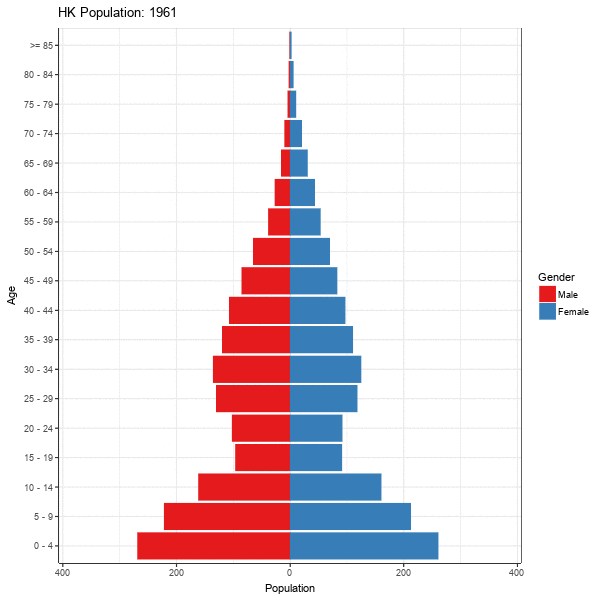 HK Population: 1961
>= 85
80 - 84
75 - 79
70 - 74
65 - 69
60 - 64
55 - 59
50 - 54
45 - 49
40 - 44
35 - 39
30 - 34
25 - 29
20 - 24
15 - 19
10 - 14
5 - 9
0 - 4
Age
400 200 0 200 400
Population
Gender
Male
Female